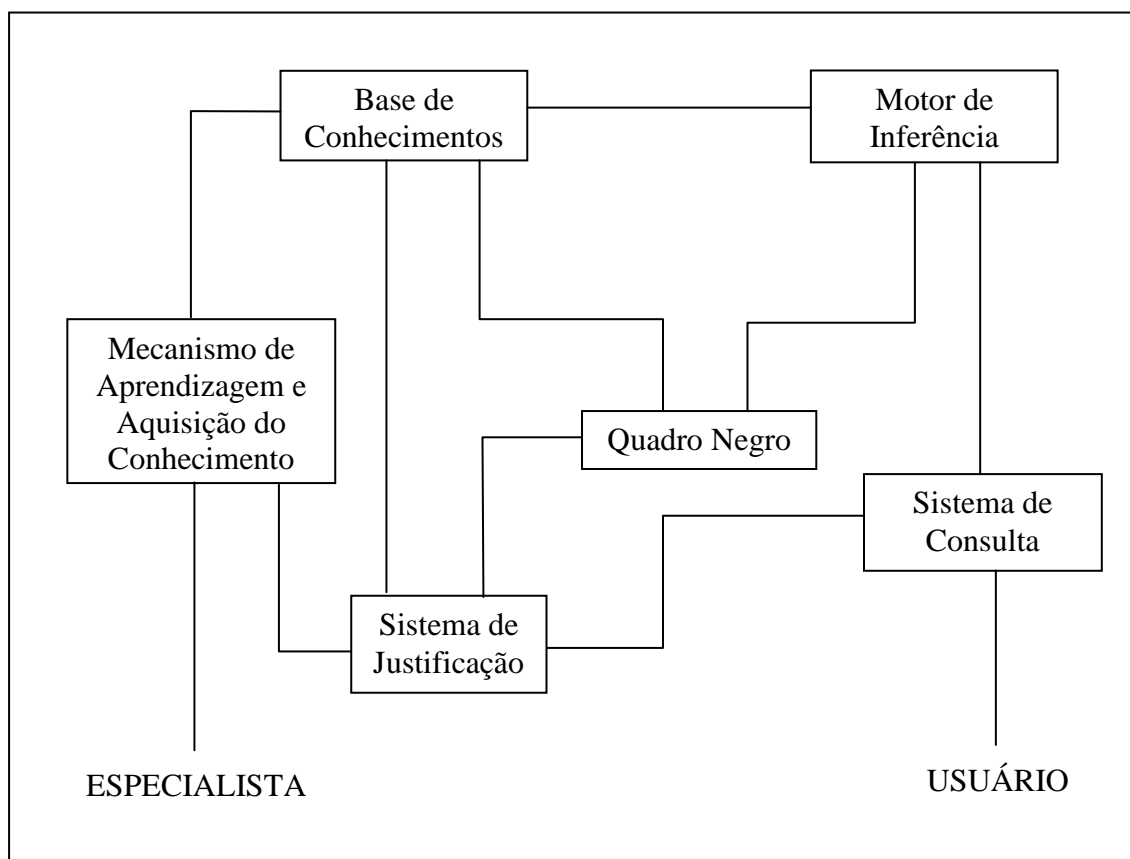 Base de
Conhecimentos
Motor de
Inferência
Mecanismo de
Aprendizagem e
Aquisição do
Conhecimento
Quadro Negro
Sistema de
Consulta
Sistema de
Justificação
ESPECIALISTA
USUÁRIO